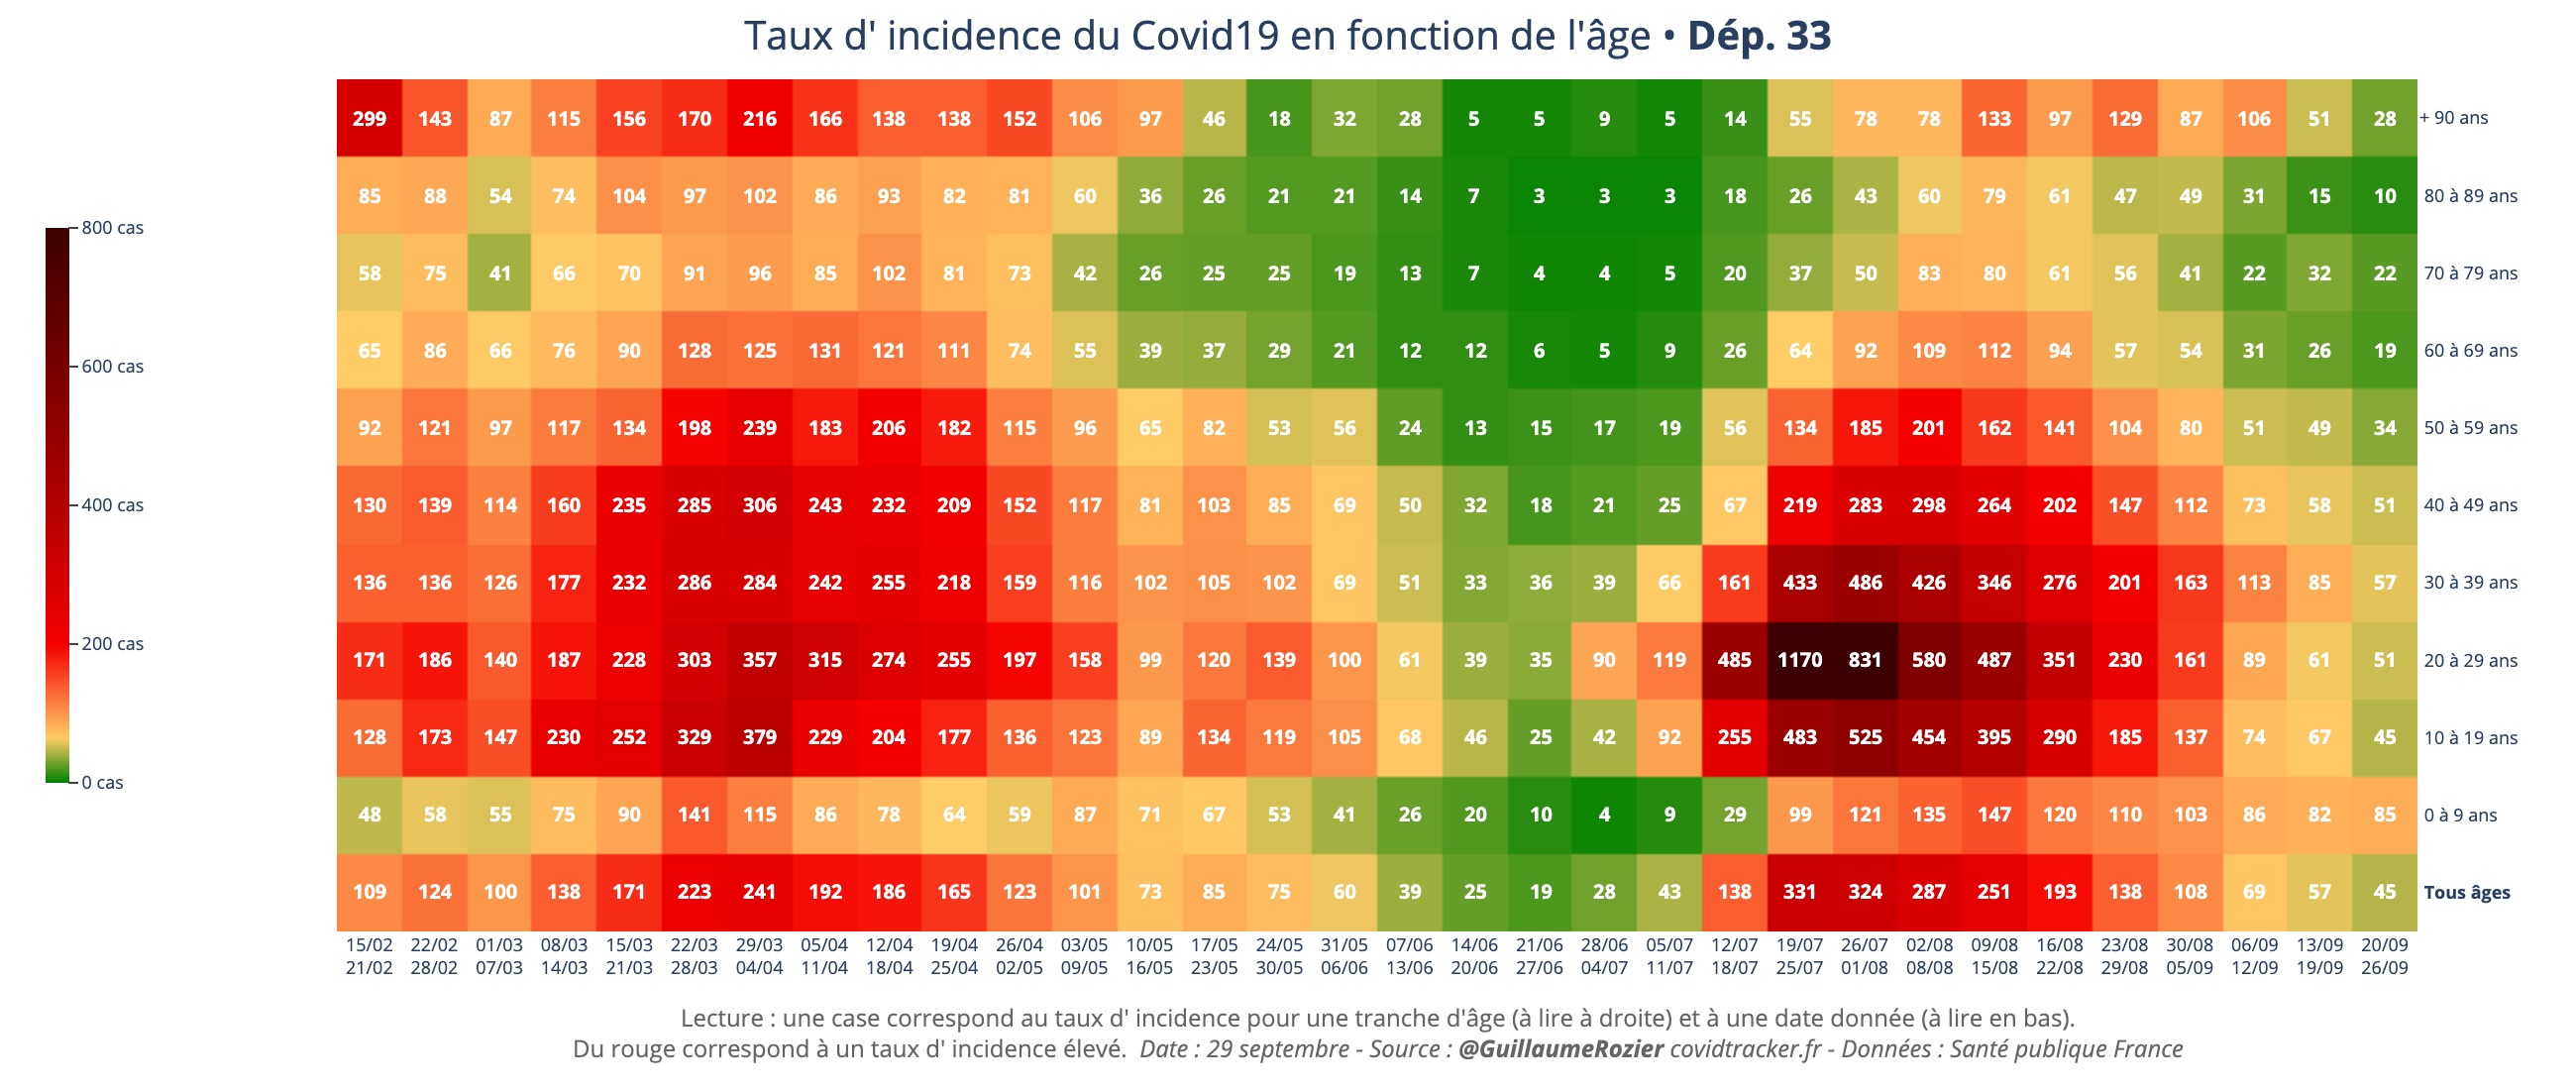 Taux d' incidence du Covid19 en fonction de l'âge • Dép. 33
299 143 87 115 156 170 216 166 138 138 152 106 97 46 18 32 28 5 5 9 5 14 55 78 78 133 97 129 87 106 51 28 + 90 ans
85 88 54 74 104 97 102 86 93 82 81 60 36 26 21 21 14 7 3 3 3 18 26 43 60 79 61 47 49 31 15 10 80 à 89 ans
800 cas
58 75 41 66 70 91 96 85 102 81 73 42 26 25 25 19 13 7 4 4 5 20 37 50 83 80 61 56 41 22 32 22 70 à 79 ans
65 86 66 76 90 128 125 131 121 111 74 55 39 37 29 21 12 12 6 5 9 26 64 92 109 112 94 57 54 31 26 19 60 à 69 ans
600 cas
92 121 97 117 134 198 239 183 206 182 115 96 65 82 53 56 24 13 15 17 19 56 134 185 201 162 141 104 80 51 49 34 50 à 59 ans
400 cas
130 139 114 160 235 285 306 243 232 209 152 117 81 103 85 69 50 32 18 21 25 67 219 283 298 264 202 147 112 73 58 51 40 à 49 ans
136 136 126 177 232 286 284 242 255 218 159 116 102 105 102 69 51 33 36 39 66 161 433 486 426 346 276 201 163 113 85 57 30 à 39 ans
200 cas
171 186 140 187 228 303 357 315 274 255 197 158 99 120 139 100 61 39 35 90 119 485 1170 831 580 487 351 230 161 89 61 51 20 à 29 ans
128 173 147 230 252 329 379 229 204 177 136 123 89 134 119 105 68 46 25 42 92 255 483 525 454 395 290 185 137 74 67 45 10 à 19 ans
0 cas
48 58 55 75 90 141 115 86 78 64 59 87 71 67 53 41 26 20 10 4 9 29 99 121 135 147 120 110 103 86 82 85 0 à 9 ans
109 124 100 138 171 223 241 192 186 165 123 101 73 85 75 60 39 25 19 28 43 138 331 324 287 251 193 138 108 69 57 45 Tous âges
15/02 22/02 01/03 08/03 15/03 22/03 29/03 05/04 12/04 19/04 26/04 03/05 10/05 17/05 24/05 31/05 07/06 14/06 21/06 28/06 05/07 12/07 19/07 26/07 02/08 09/08 16/08 23/08 30/08 06/09 13/09 20/09
21/02 28/02 07/03 14/03 21/03 28/03 04/04 11/04 18/04 25/04 02/05 09/05 16/05 23/05 30/05 06/06 13/06 20/06 27/06 04/07 11/07 18/07 25/07 01/08 08/08 15/08 22/08 29/08 05/09 12/09 19/09 26/09
Lecture : une case correspond au taux d' incidence pour une tranche d'âge (à lire à droite) et à une date donnée (à lire en bas).
Du rouge correspond à un taux d' incidence élevé. Date : 29 septembre - Source : @GuillaumeRozier covidtracker.fr - Données : Santé publique France